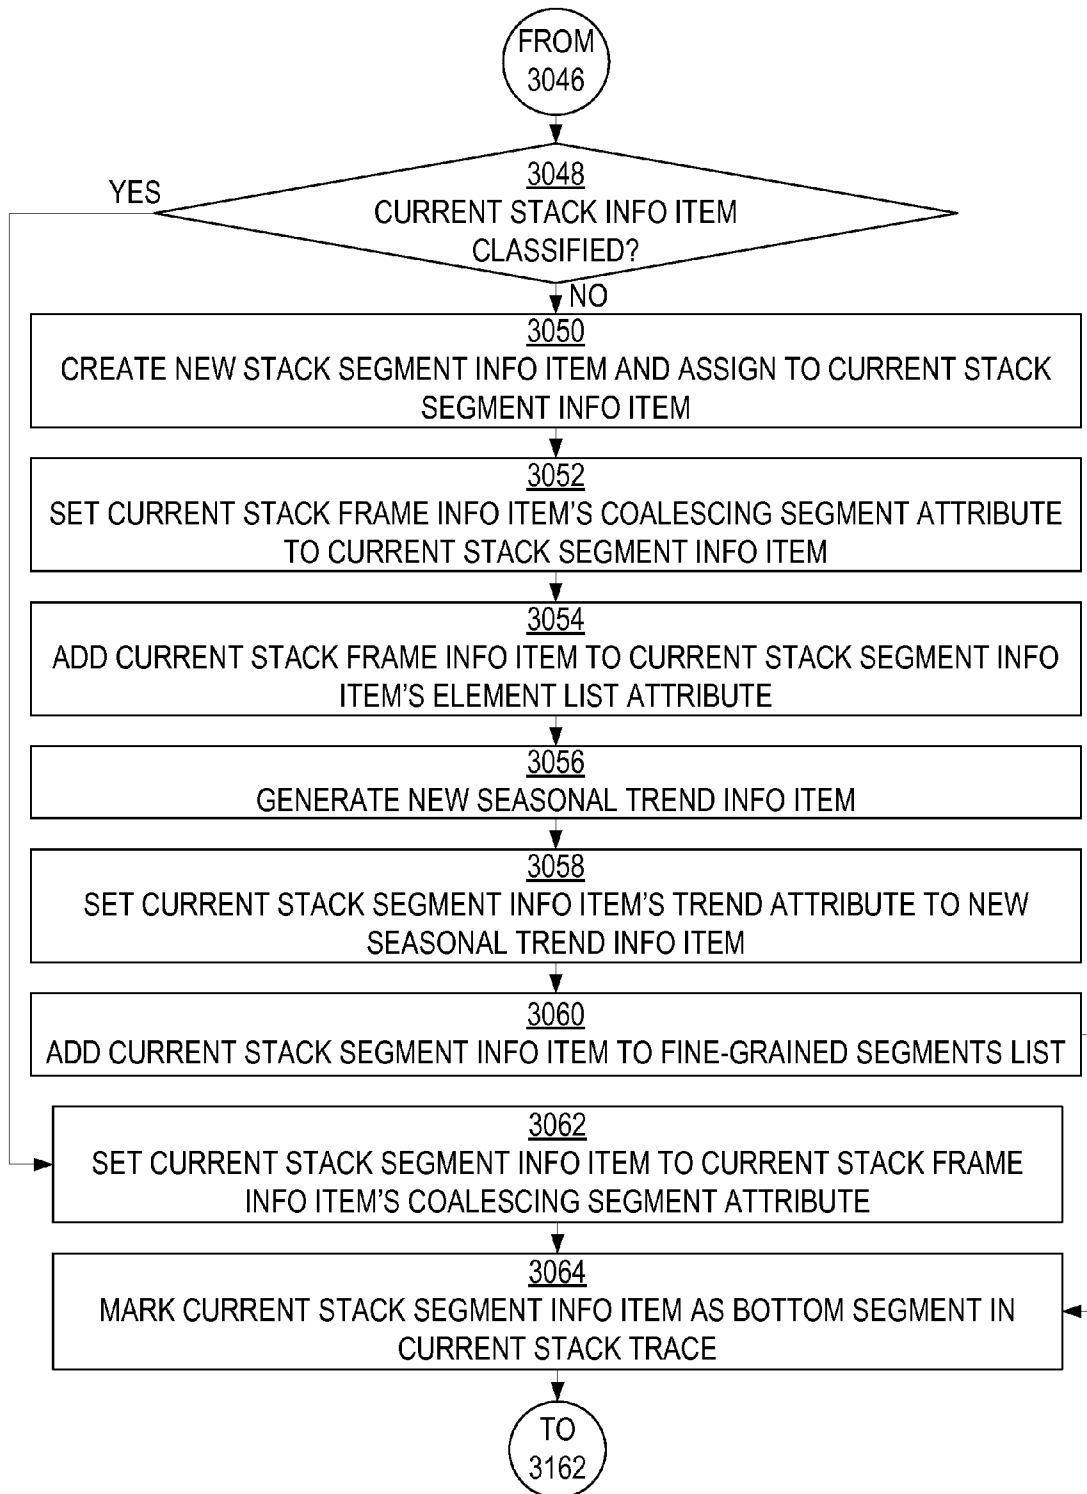 FROM
3046
3048
YES
CURRENT STACK INFO ITEM
CLASSIFIED?
NO
3050
CREATE NEW STACK SEGMENT INFO ITEM AND ASSIGN TO CURRENT STACK
SEGMENT INFO ITEM
3052
SET CURRENT STACK FRAME INFO ITEM'S COALESCING SEGMENT ATTRIBUTE
TO CURRENT STACK SEGMENT INFO ITEM
3054
ADD CURRENT STACK FRAME INFO ITEM TO CURRENT STACK SEGMENT INFO
ITEM'S ELEMENT LIST ATTRIBUTE
3056
GENERATE NEW SEASONAL TREND INFO ITEM
3058
SET CURRENT STACK SEGMENT INFO ITEM'S TREND ATTRIBUTE TO NEW
SEASONAL TREND INFO ITEM
3060
ADD CURRENT STACK SEGMENT INFO ITEM TO FINE-GRAINED SEGMENTS LIST
3062
SET CURRENT STACK SEGMENT INFO ITEM TO CURRENT STACK FRAME
INFO ITEM'S COALESCING SEGMENT ATTRIBUTE
3064
MARK CURRENT STACK SEGMENT INFO ITEM AS BOTTOM SEGMENT IN
CURRENT STACK TRACE
TO
3162